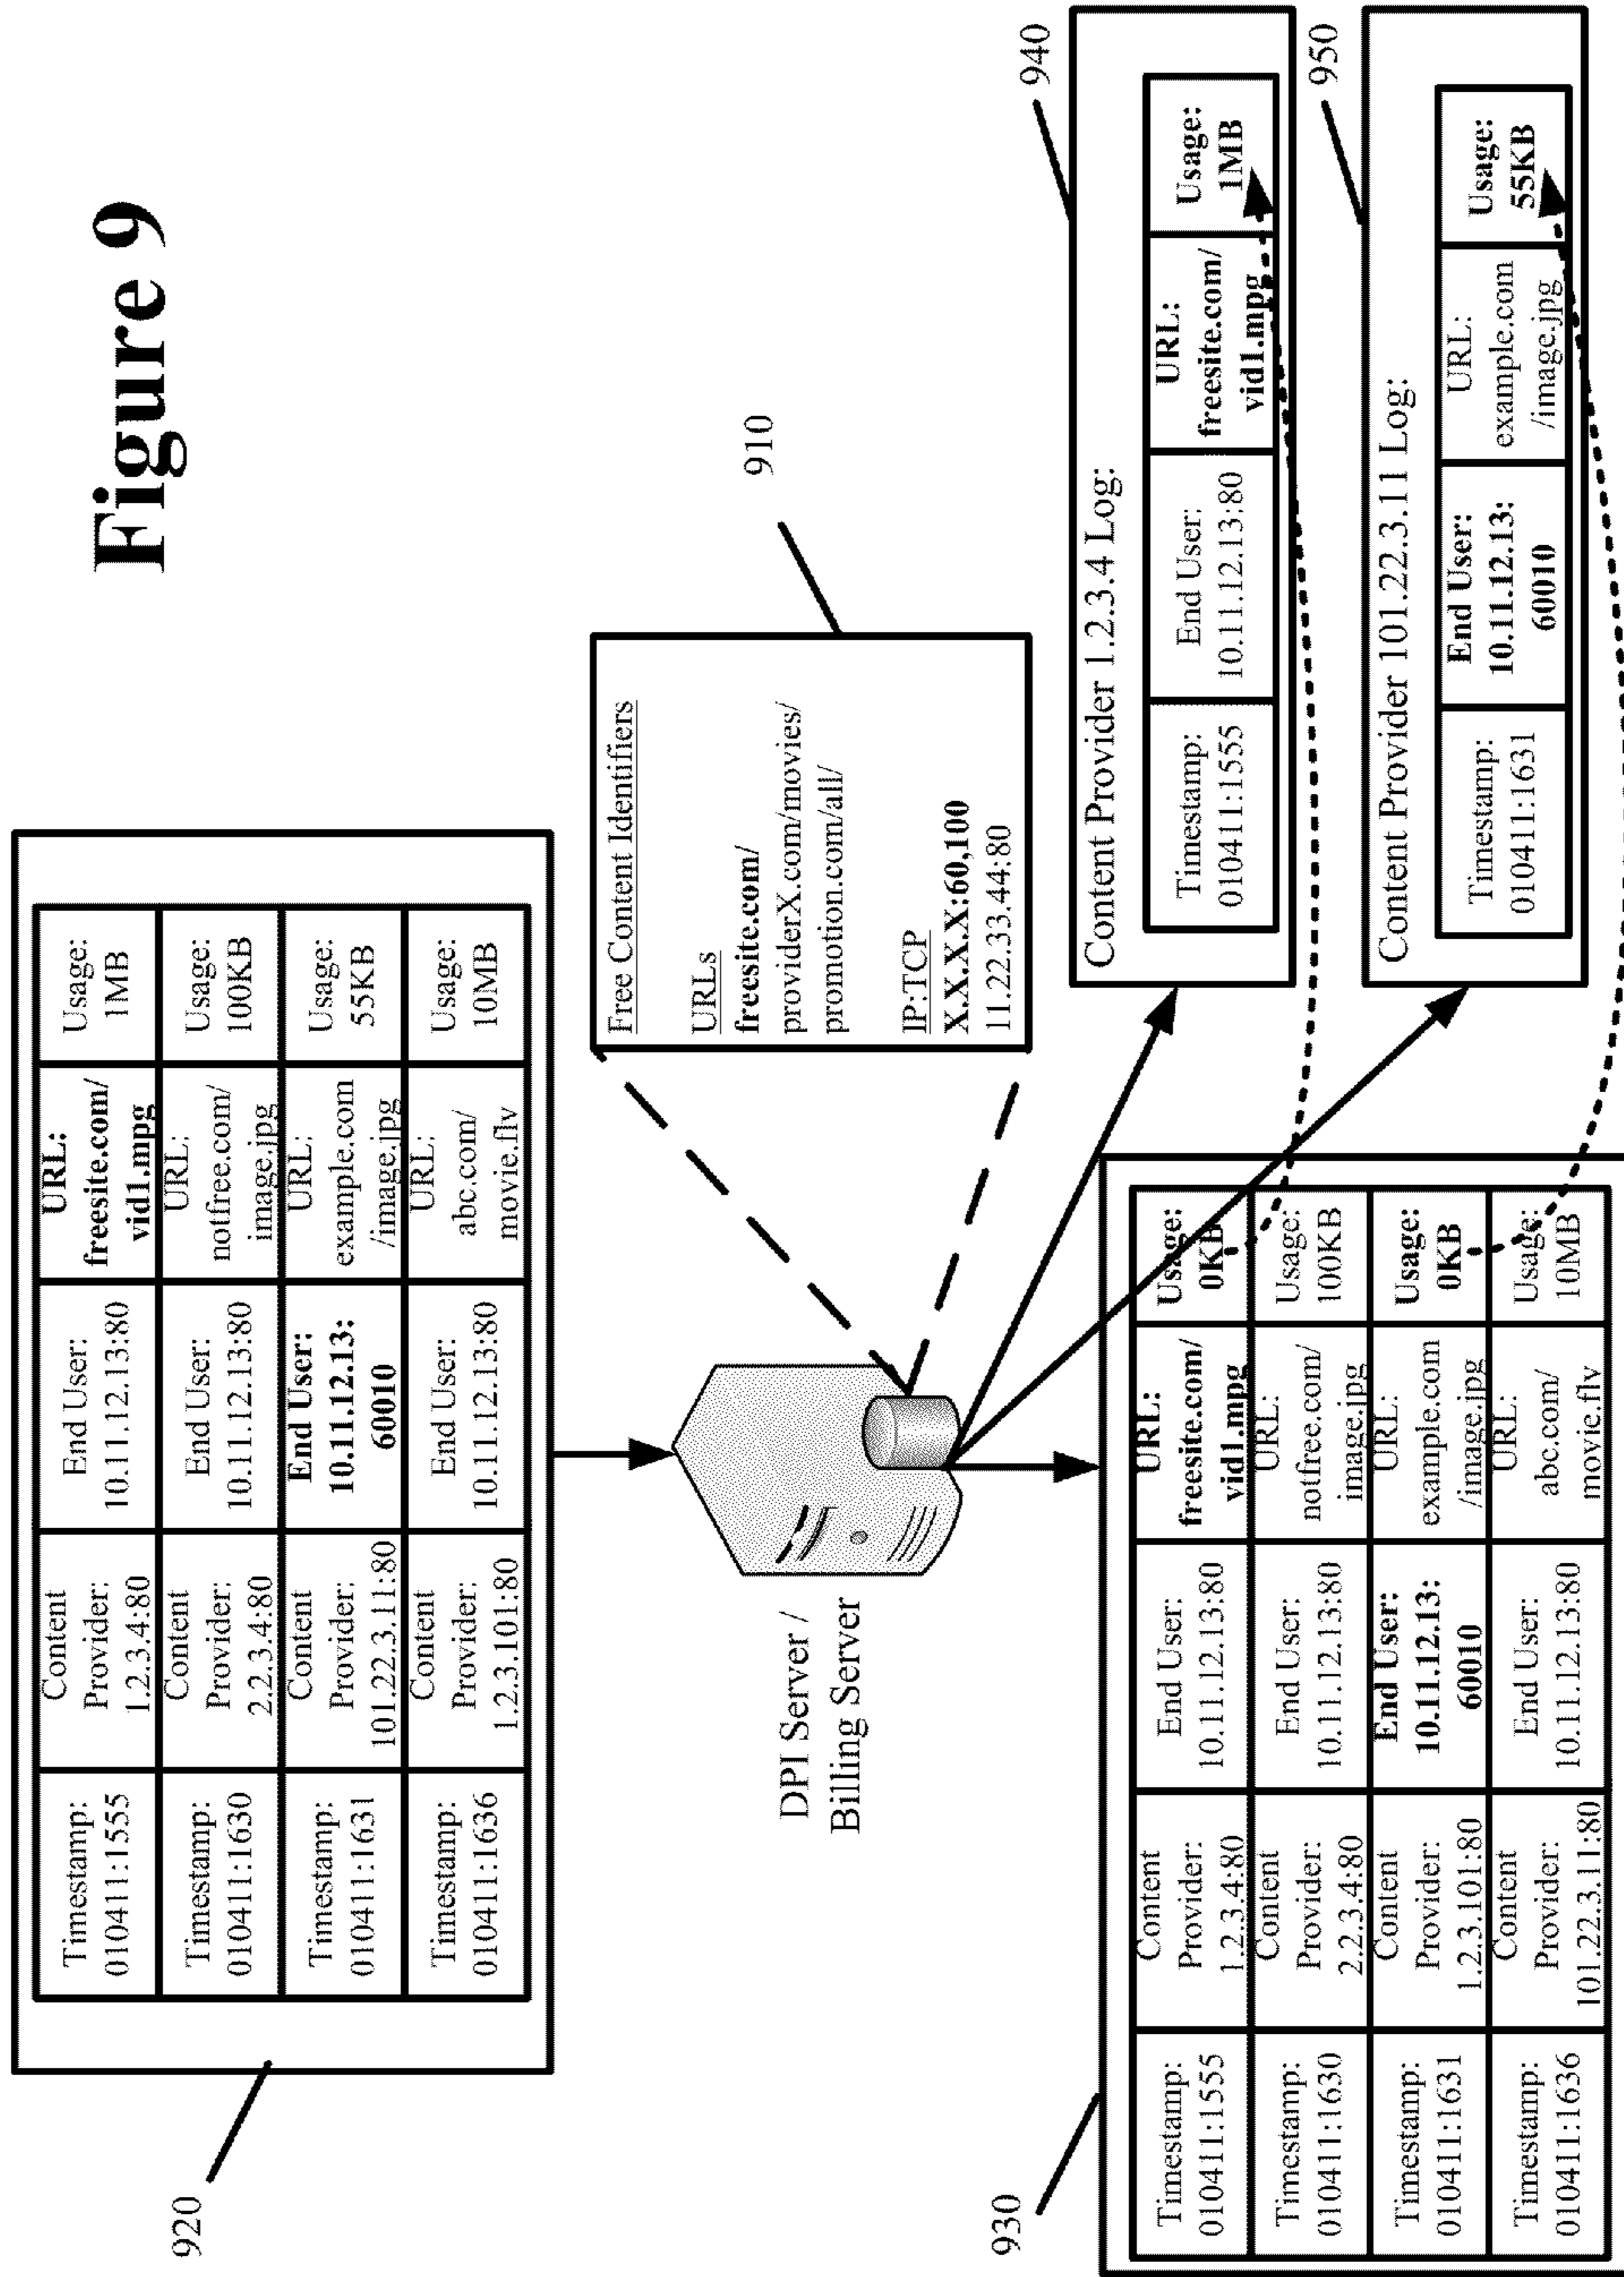 Figure 9
920
Timestamp:
010411:1555
Content
Provider:
1.2.3.4:80
End User:
10.11.12.13:80
URL:
freesite.com/
vid1.mpg
Usage:
1MB
Timestamp:
010411:1630
Content
Provider:
2.2.3.4:80
End User:
10.11.12.13:80
URL:
notfree.com/
image.jpg
Usage:
100KB
Timestamp:
010411:1631
Content
Provider:
101.22.3.11:80
End User:
10.11.12.13:
60010
URL:
example.com
/image.jpg
Usage:
55KB
Timestamp:
010411:1636
Content
Provider:
1.2.3.101:80
End User:
10.11.12.13:80
URL:
abc.com/
movie.flv
Usage:
10MB
DPI Server /
Billing Server
910
Free Content Identifiers
URLs
freesite.com/
providerX.com/movies/
promotion.com/all/
IP:TCP
X.X.X.X:60,100
11.22.33.44:80
930
Timestamp:
010411:1555
Content
Provider:
1.2.3.4:80
End User:
10.11.12.13:80
URL:
freesite.com/
vid1.mpg
Usage:
0KB
Timestamp:
010411:1630
Content
Provider:
2.2.3.4:80
End User:
10.11.12.13:80
URL:
notfree.com/
image.jpg
Usage:
100KB
Timestamp:
010411:1631
Content
Provider:
1.2.3.101:80
End User:
10.11.12.13:
60010
URL:
example.com
/image.jpg
Usage:
0KB
Timestamp:
010411:1636
Content
Provider:
101.22.3.11:80
End User:
10.11.12.13:80
URL:
abc.com/
movie.flv
Usage:
10MB
940
Content Provider 1.2.3.4 Log:
Timestamp:
010411:1555
End User:
10.11.12.13:80
URL:
freesite.com/
vid1.mpg
Usage:
1MB
950
Content Provider 101.22.3.11 Log:
Timestamp:
010411:1631
End User:
10.11.12.13:
60010
URL:
example.com
/image.jpg
Usage:
55KB